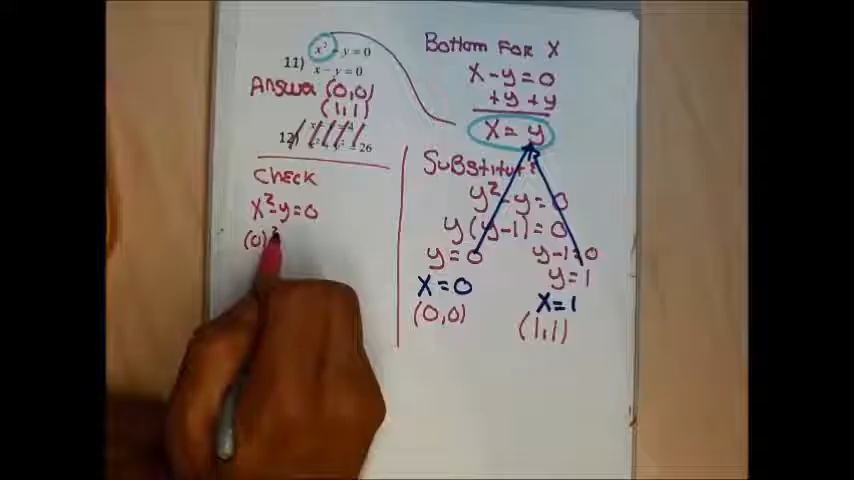 x² - y = 0
11)
x - y = 0
Answer (0,0)
(1,1)
12)
= 26
Check
x² - y = 0
(0)²
Bottom For X
X - y = 0
+y +y
X = y
Substitute
y² - y = 0
y(y-1) = 0
y = 0
y-1 = 0
y = 1
X = 0
X = 1
(0,0)
(1,1)